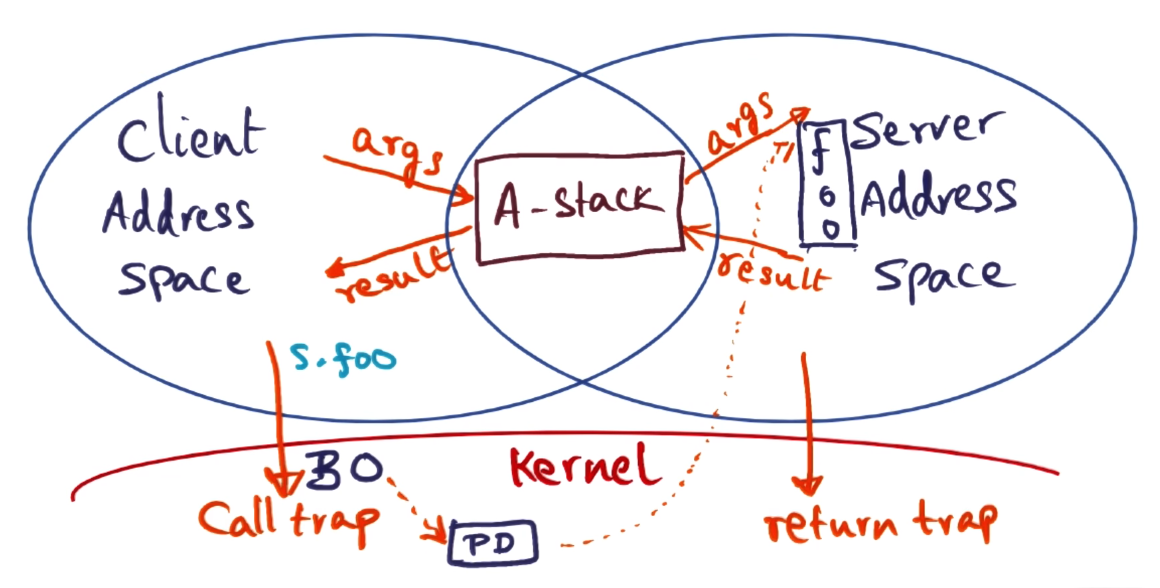 Client
Address
Space
args
result
A-stack
args
result
foo
Server
Address
Space
s.foo
BO
Kernel
Call trap
PD
return trap